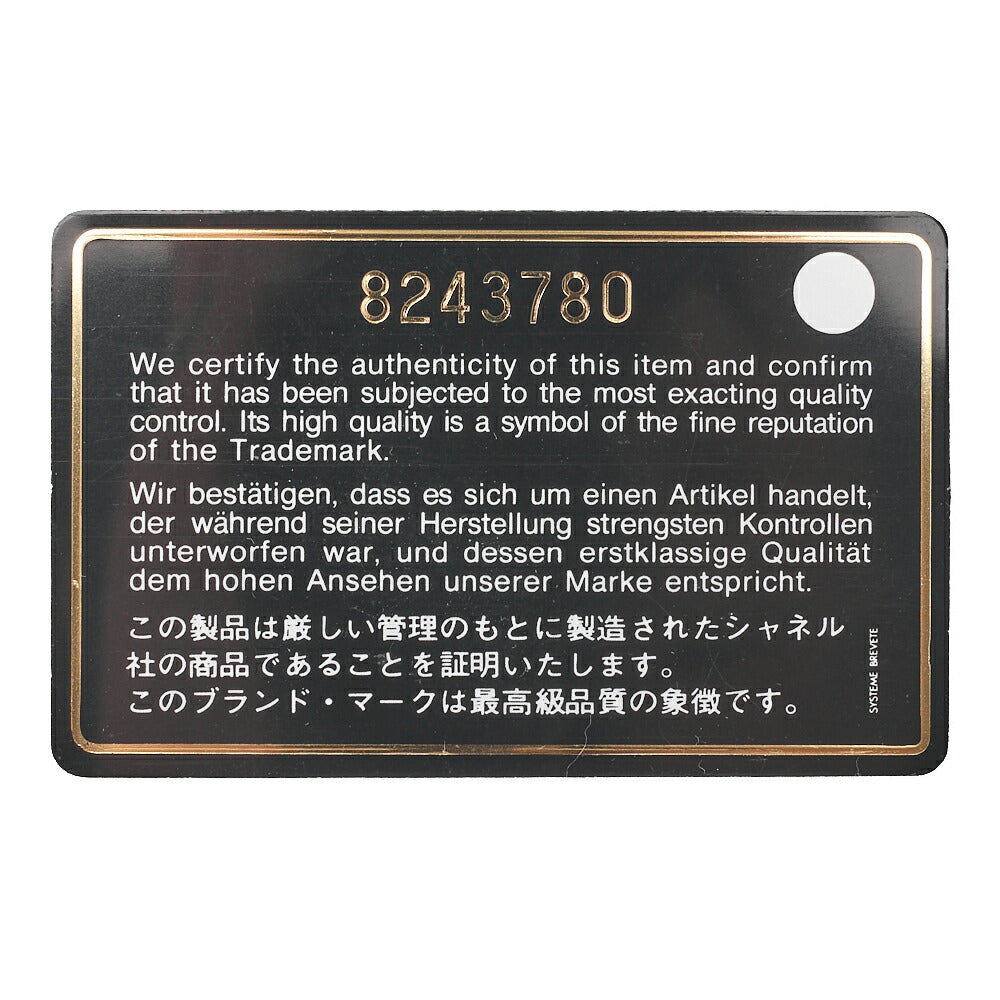 8243780
We certify the authenticity of this item and confirm
that it has been subjected to the most exacting quality
control. Its high quality is a symbol of the fine reputation
of the Trademark.
Wir bestätigen, dass es sich um einen Artikel handelt,
der während seiner Herstellung strengsten Kontrollen
unterworfen war, und dessen erstklassige Qualität
dem hohen Ansehen unserer Marke entspricht.
この製品は厳しい管理のもとに製造されたシャネル
社の商品であることを証明いたします。
このブランド・マークは最高級品質の象徴です。
SYSTEME BREVETE